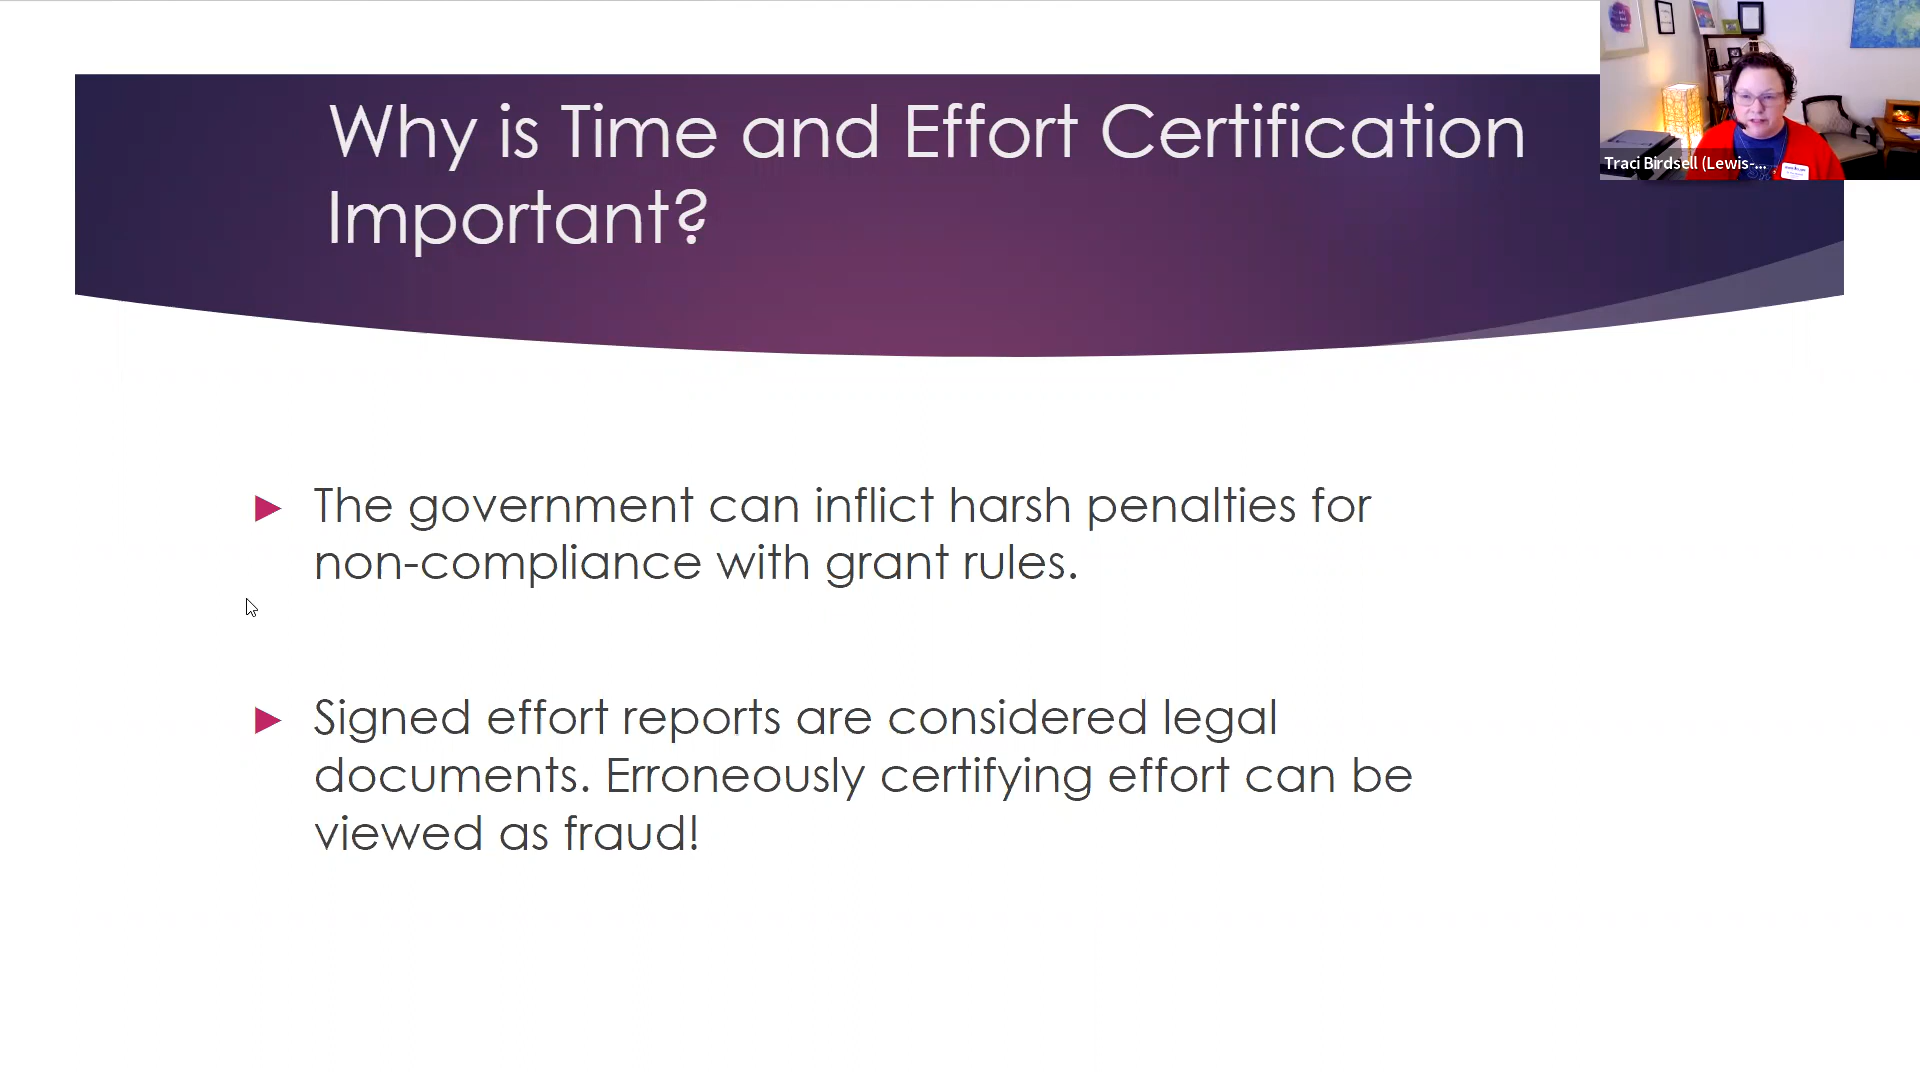 Why is Time and Effort Certification
Important?
Traci Birdsell (Lewis-...
The government can inflict harsh penalties for
non-compliance with grant rules.
Signed effort reports are considered legal
documents. Erroneously certifying effort can be
viewed as fraud!